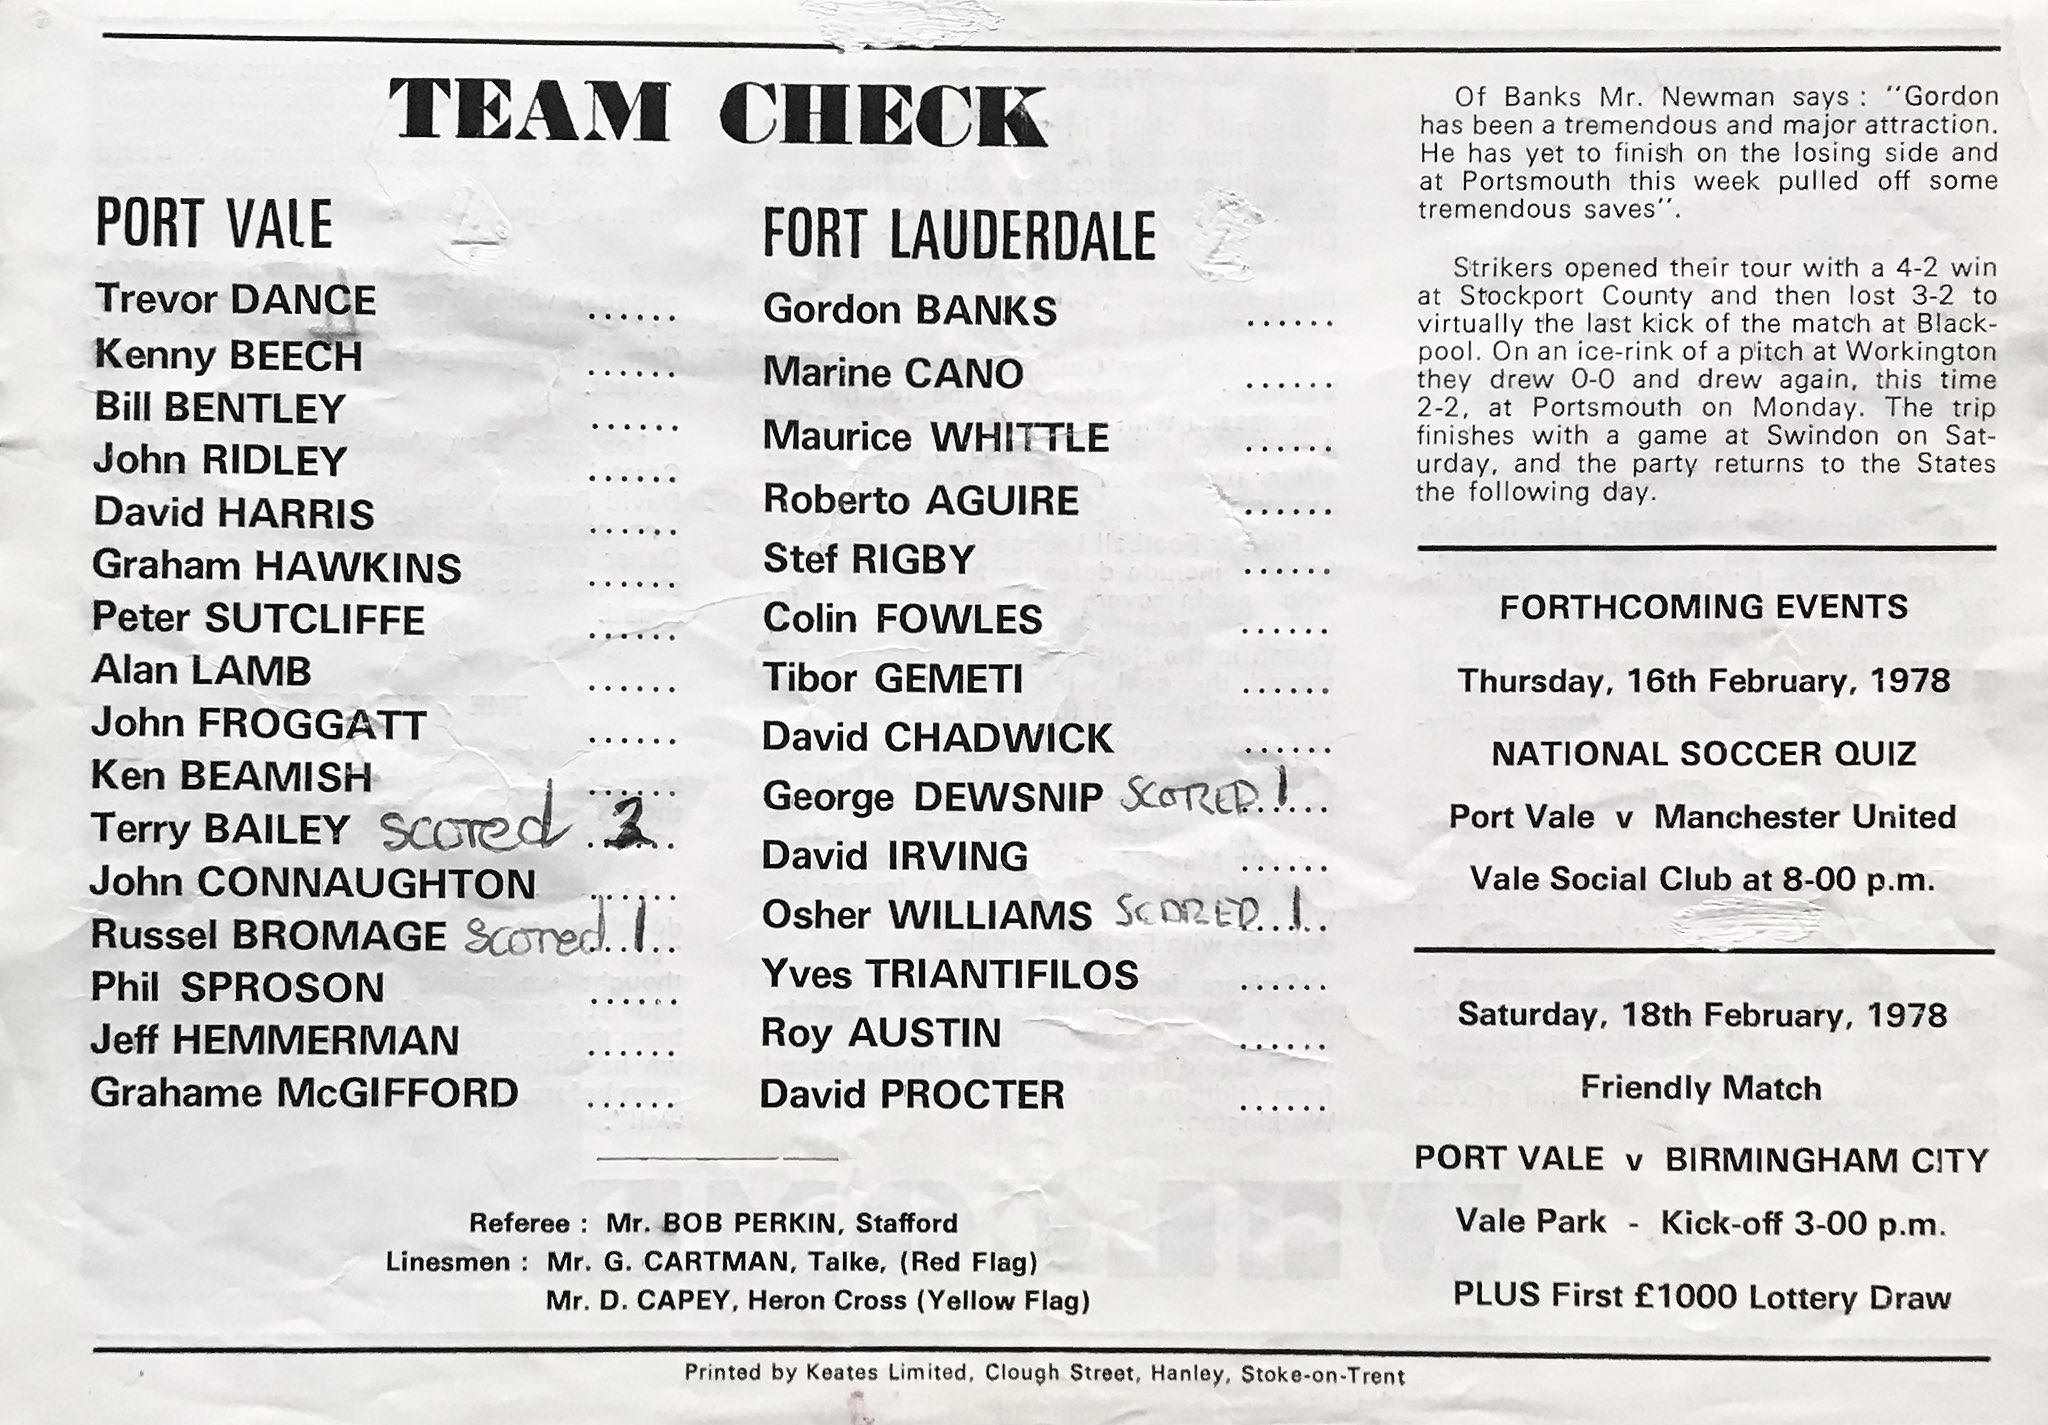 TEAM CHECK
PORT VALE
Trevor DANCE ......
Kenny BEECH ......
Bill BENTLEY ......
John RIDLEY ......
David HARRIS ......
Graham HAWKINS ......
Peter SUTCLIFFE ......
Alan LAMB ......
John FROGGATT ......
Ken BEAMISH ......
Terry BAILEY scored ......
John CONNAUGHTON ......
Russel BROMAGE scored 1 ......
Phil SPROSON ......
Jeff HEMMERMAN ......
Grahame McGIFFORD ......
FORT LAUDERDALE
Gordon BANKS ......
Marine CANO ......
Maurice WHITTLE ......
Roberto AGUIRE ......
Stef RIGBY ......
Colin FOWLES ......
Tibor GEMETI ......
David CHADWICK ......
George DEWSNIP SCORED 1 ......
David IRVING ......
Osher WILLIAMS SCORED 1 ......
Yves TRIANTIFILOS ......
Roy AUSTIN ......
David PROCTER ......
Referee : Mr. BOB PERKIN, Stafford
Linesmen : Mr. G. CARTMAN, Talke, (Red Flag)
Mr. D. CAPEY, Heron Cross (Yellow Flag)
Of Banks Mr. Newman says : "Gordon
has been a tremendous and major attraction.
He has yet to finish on the losing side and
at Portsmouth this week pulled off some
tremendous saves".
Strikers opened their tour with a 4-2 win
at Stockport County and then lost 3-2 to
virtually the last kick of the match at Black-
pool. On an ice-rink of a pitch at Workington
they drew 0-0 and drew again, this time
2-2, at Portsmouth on Monday. The trip
finishes with a game at Swindon on Sat-
urday, and the party returns to the States
the following day.
FORTHCOMING EVENTS
Thursday, 16th February, 1978
NATIONAL SOCCER QUIZ
Port Vale v Manchester United
Vale Social Club at 8-00 p.m.
Saturday, 18th February, 1978
Friendly Match
PORT VALE v BIRMINGHAM CITY
Vale Park - Kick-off 3-00 p.m.
PLUS First £1000 Lottery Draw
Printed by Keates Limited, Clough Street, Hanley, Stoke-on-Trent